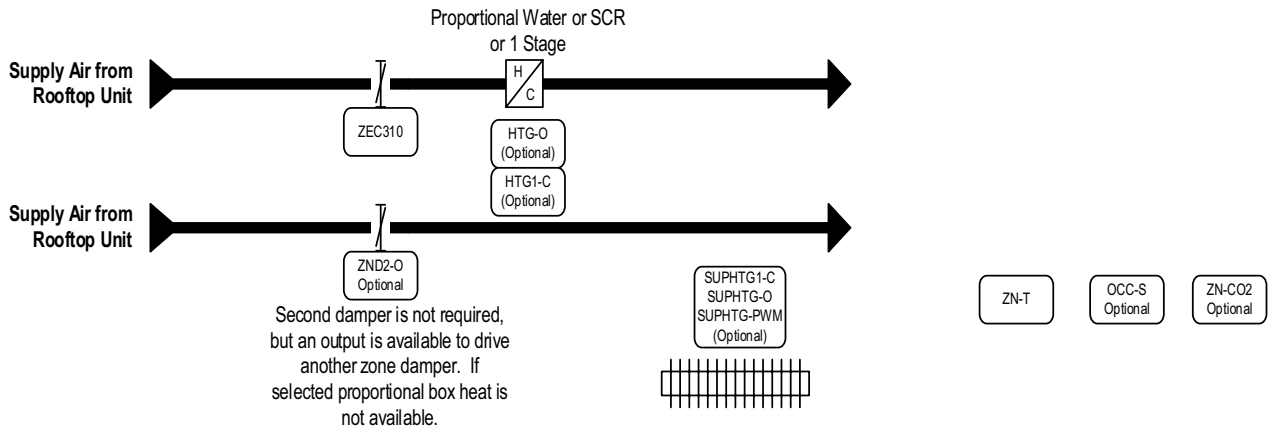 Proportional Water or SCR
or 1 Stage
Supply Air from
Rooftop Unit
H
C
ZEC310
HTG-O
(Optional)
HTG1-C
(Optional)
Supply Air from
Rooftop Unit
ZND2-O
Optional
Second damper is not required,
but an output is available to drive
another zone damper. If
selected proportional box heat is
not available.
SUPHTG1-C
SUPHTG-O
SUPHTG-PWM
(Optional)
ZN-T
OCC-S
Optional
ZN-CO2
Optional